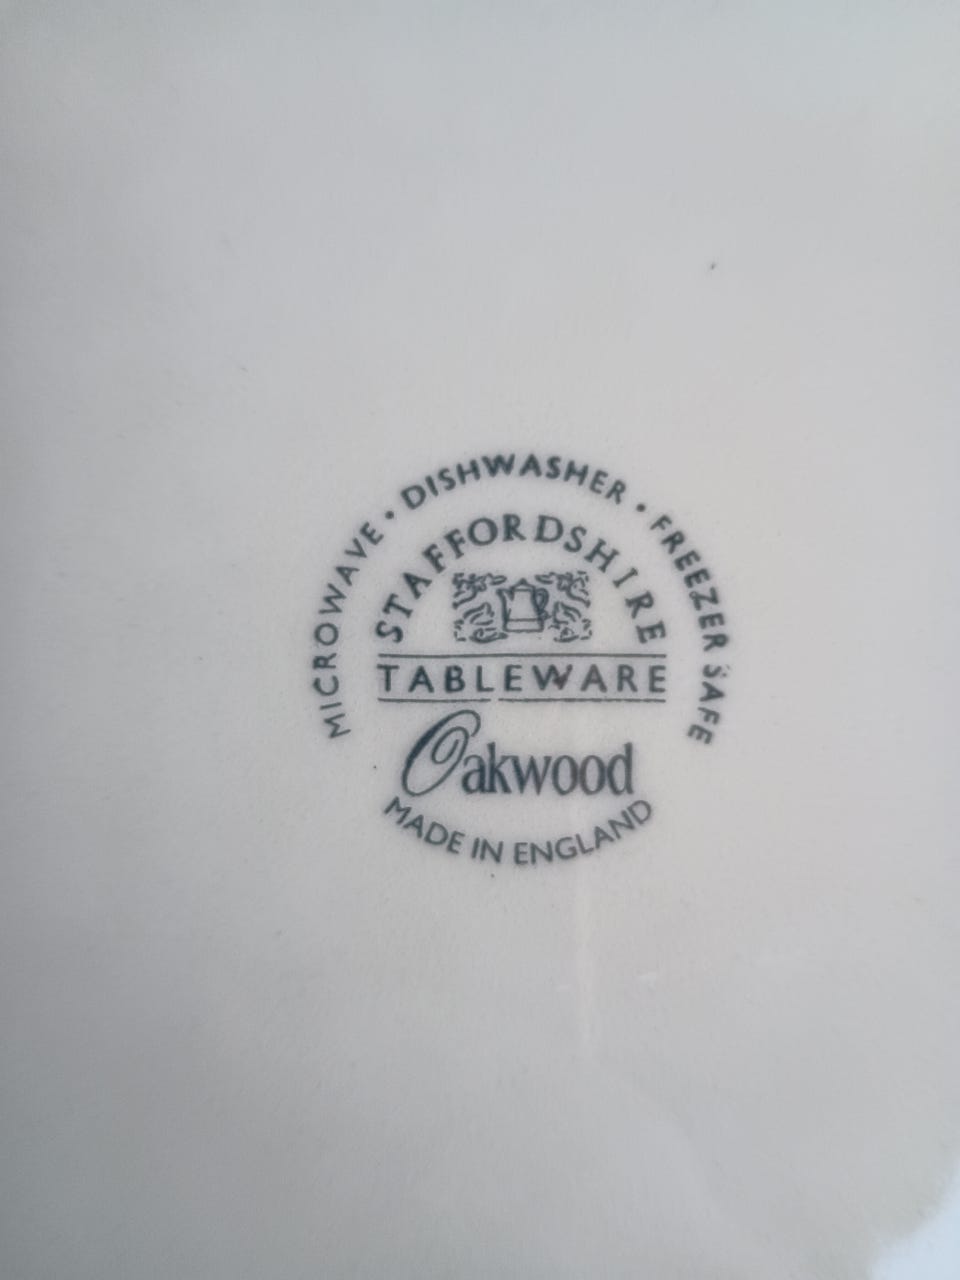 MICROWAVE • DISHWASHER • FREEZER SAFE
STAFFORDSHIRE
TABLEWARE
Oakwood
MADE IN ENGLAND